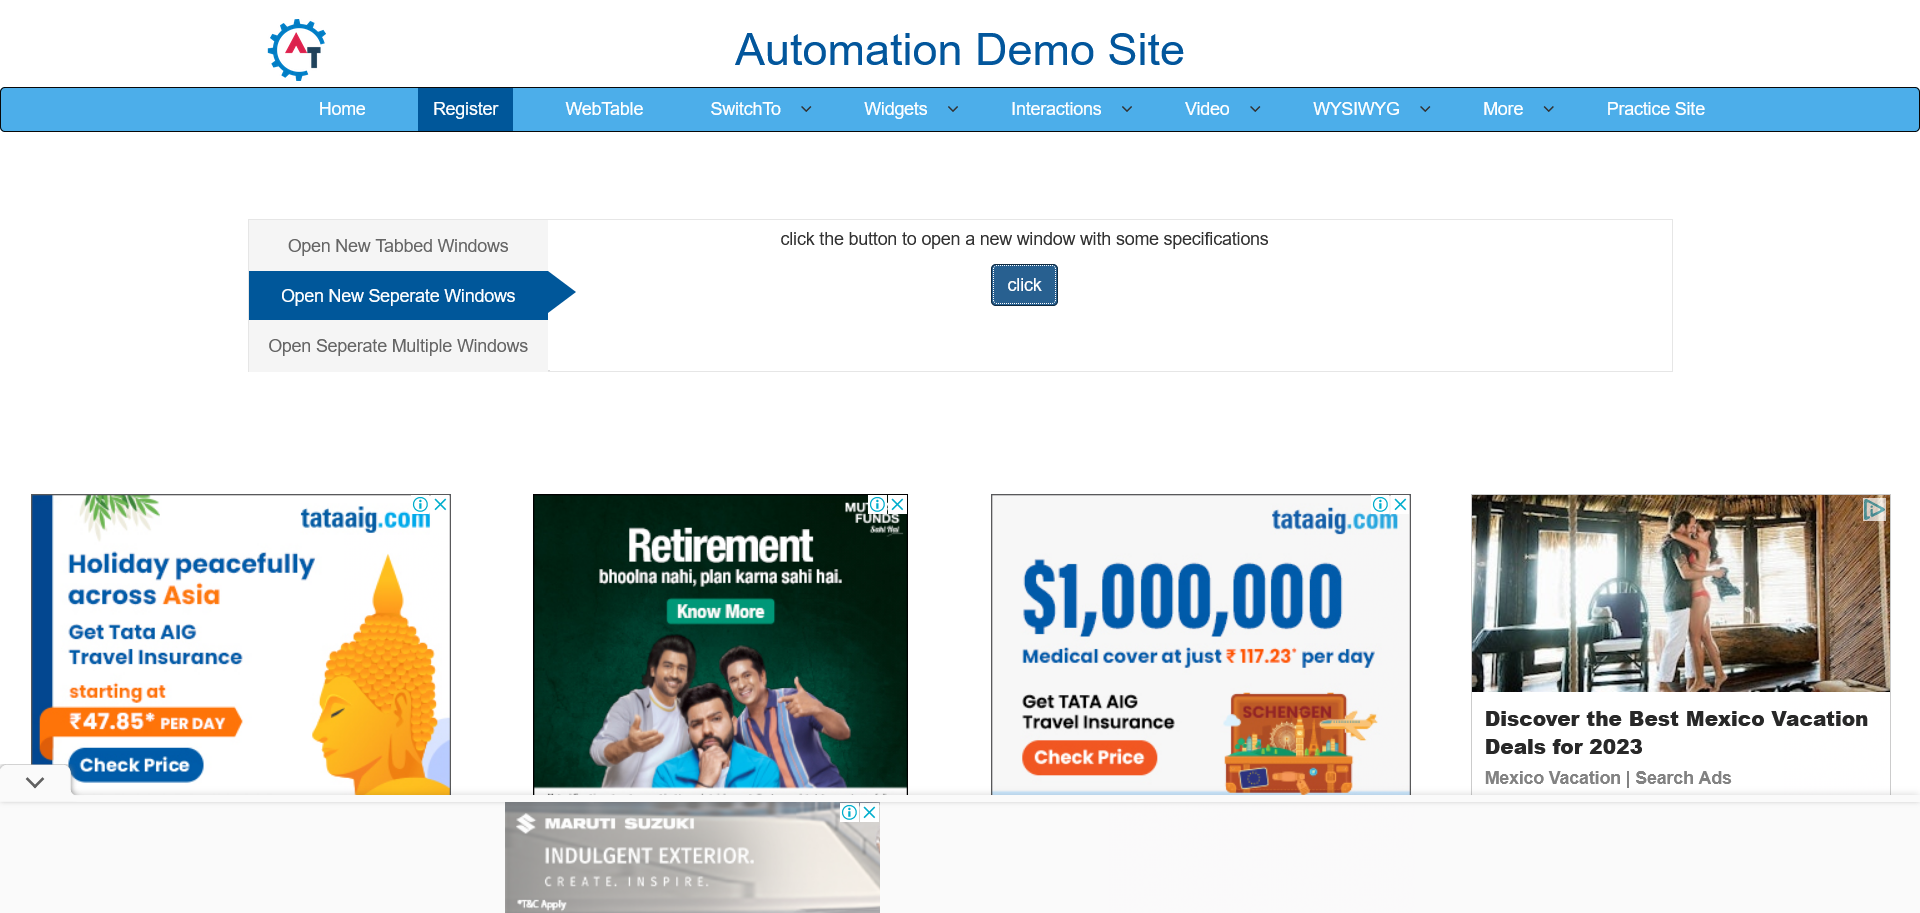 AT
Automation Demo Site
Home Register WebTable SwitchTo Widgets Interactions Video WYSIWYG More Practice Site
Open New Tabbed Windows
Open New Seperate Windows
Open Seperate Multiple Windows
click the button to open a new window with some specifications
click
tataaig.com
Holiday peacefully
across Asia
Get Tata AIG
Travel Insurance
starting at
₹47.85* PER DAY
Check Price
FUNDS
Sahi Hai
Retirement
bhoolna nahi, plan karna sahi hai.
Know More
tataaig.com
$1,000,000
Medical cover at just ₹ 117.23* per day
Get TATA AIG
Travel Insurance
Check Price
SCHENGEN
Discover the Best Mexico Vacation
Deals for 2023
Mexico Vacation | Search Ads
MARUTI SUZUKI
INDULGENT EXTERIOR.
CREATE. INSPIRE.
*T&C Apply